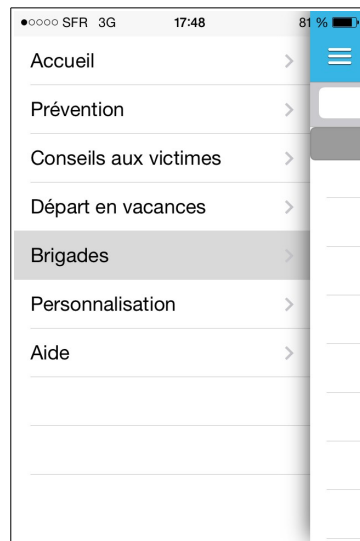 ●○○○○ SFR 3G 17:48 81 %
Accueil
Prévention
Conseils aux victimes
Départ en vacances
Brigades
Personnalisation
Aide